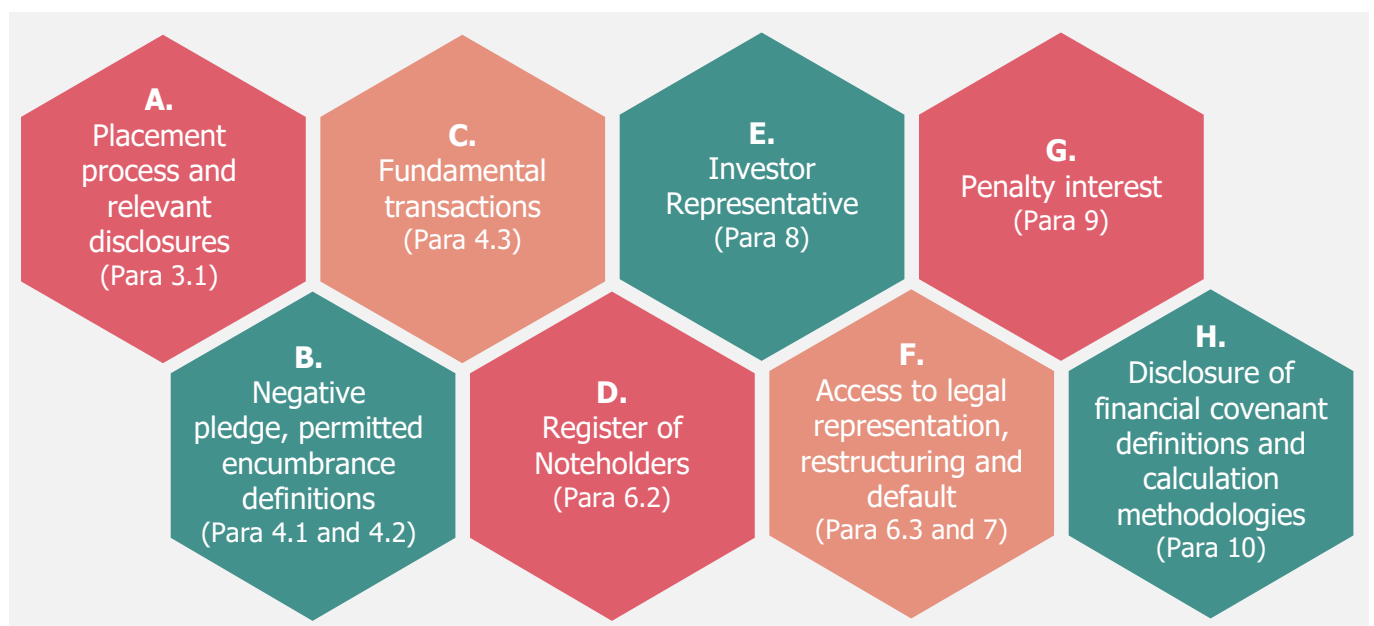 A.
Placement
process and
relevant
disclosures
(Para 3.1)
B.
Negative
pledge, permitted
encumbrance
definitions
(Para 4.1 and 4.2)
C.
Fundamental
transactions
(Para 4.3)
D.
Register of
Noteholders
(Para 6.2)
E.
Investor
Representative
(Para 8)
F.
Access to legal
representation,
restructuring and
default
(Para 6.3 and 7)
G.
Penalty interest
(Para 9)
H.
Disclosure of
financial covenant
definitions and
calculation
methodologies
(Para 10)